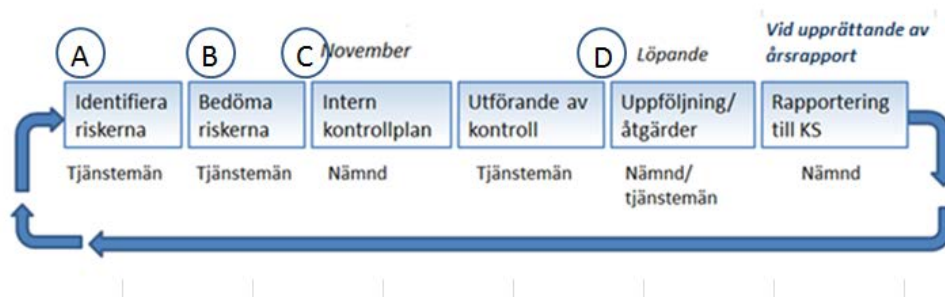 Vid upprättande av
årsrapport
A
B
C
November
D
Löpande
Identifiera
riskerna
Bedöma
riskerna
Intern
kontrollplan
Utförande av
kontroll
Uppföljning/
åtgärder
Rapportering
till KS
Tjänstemän
Tjänstemän
Nämnd
Tjänstemän
Nämnd/
tjänstemän
Nämnd